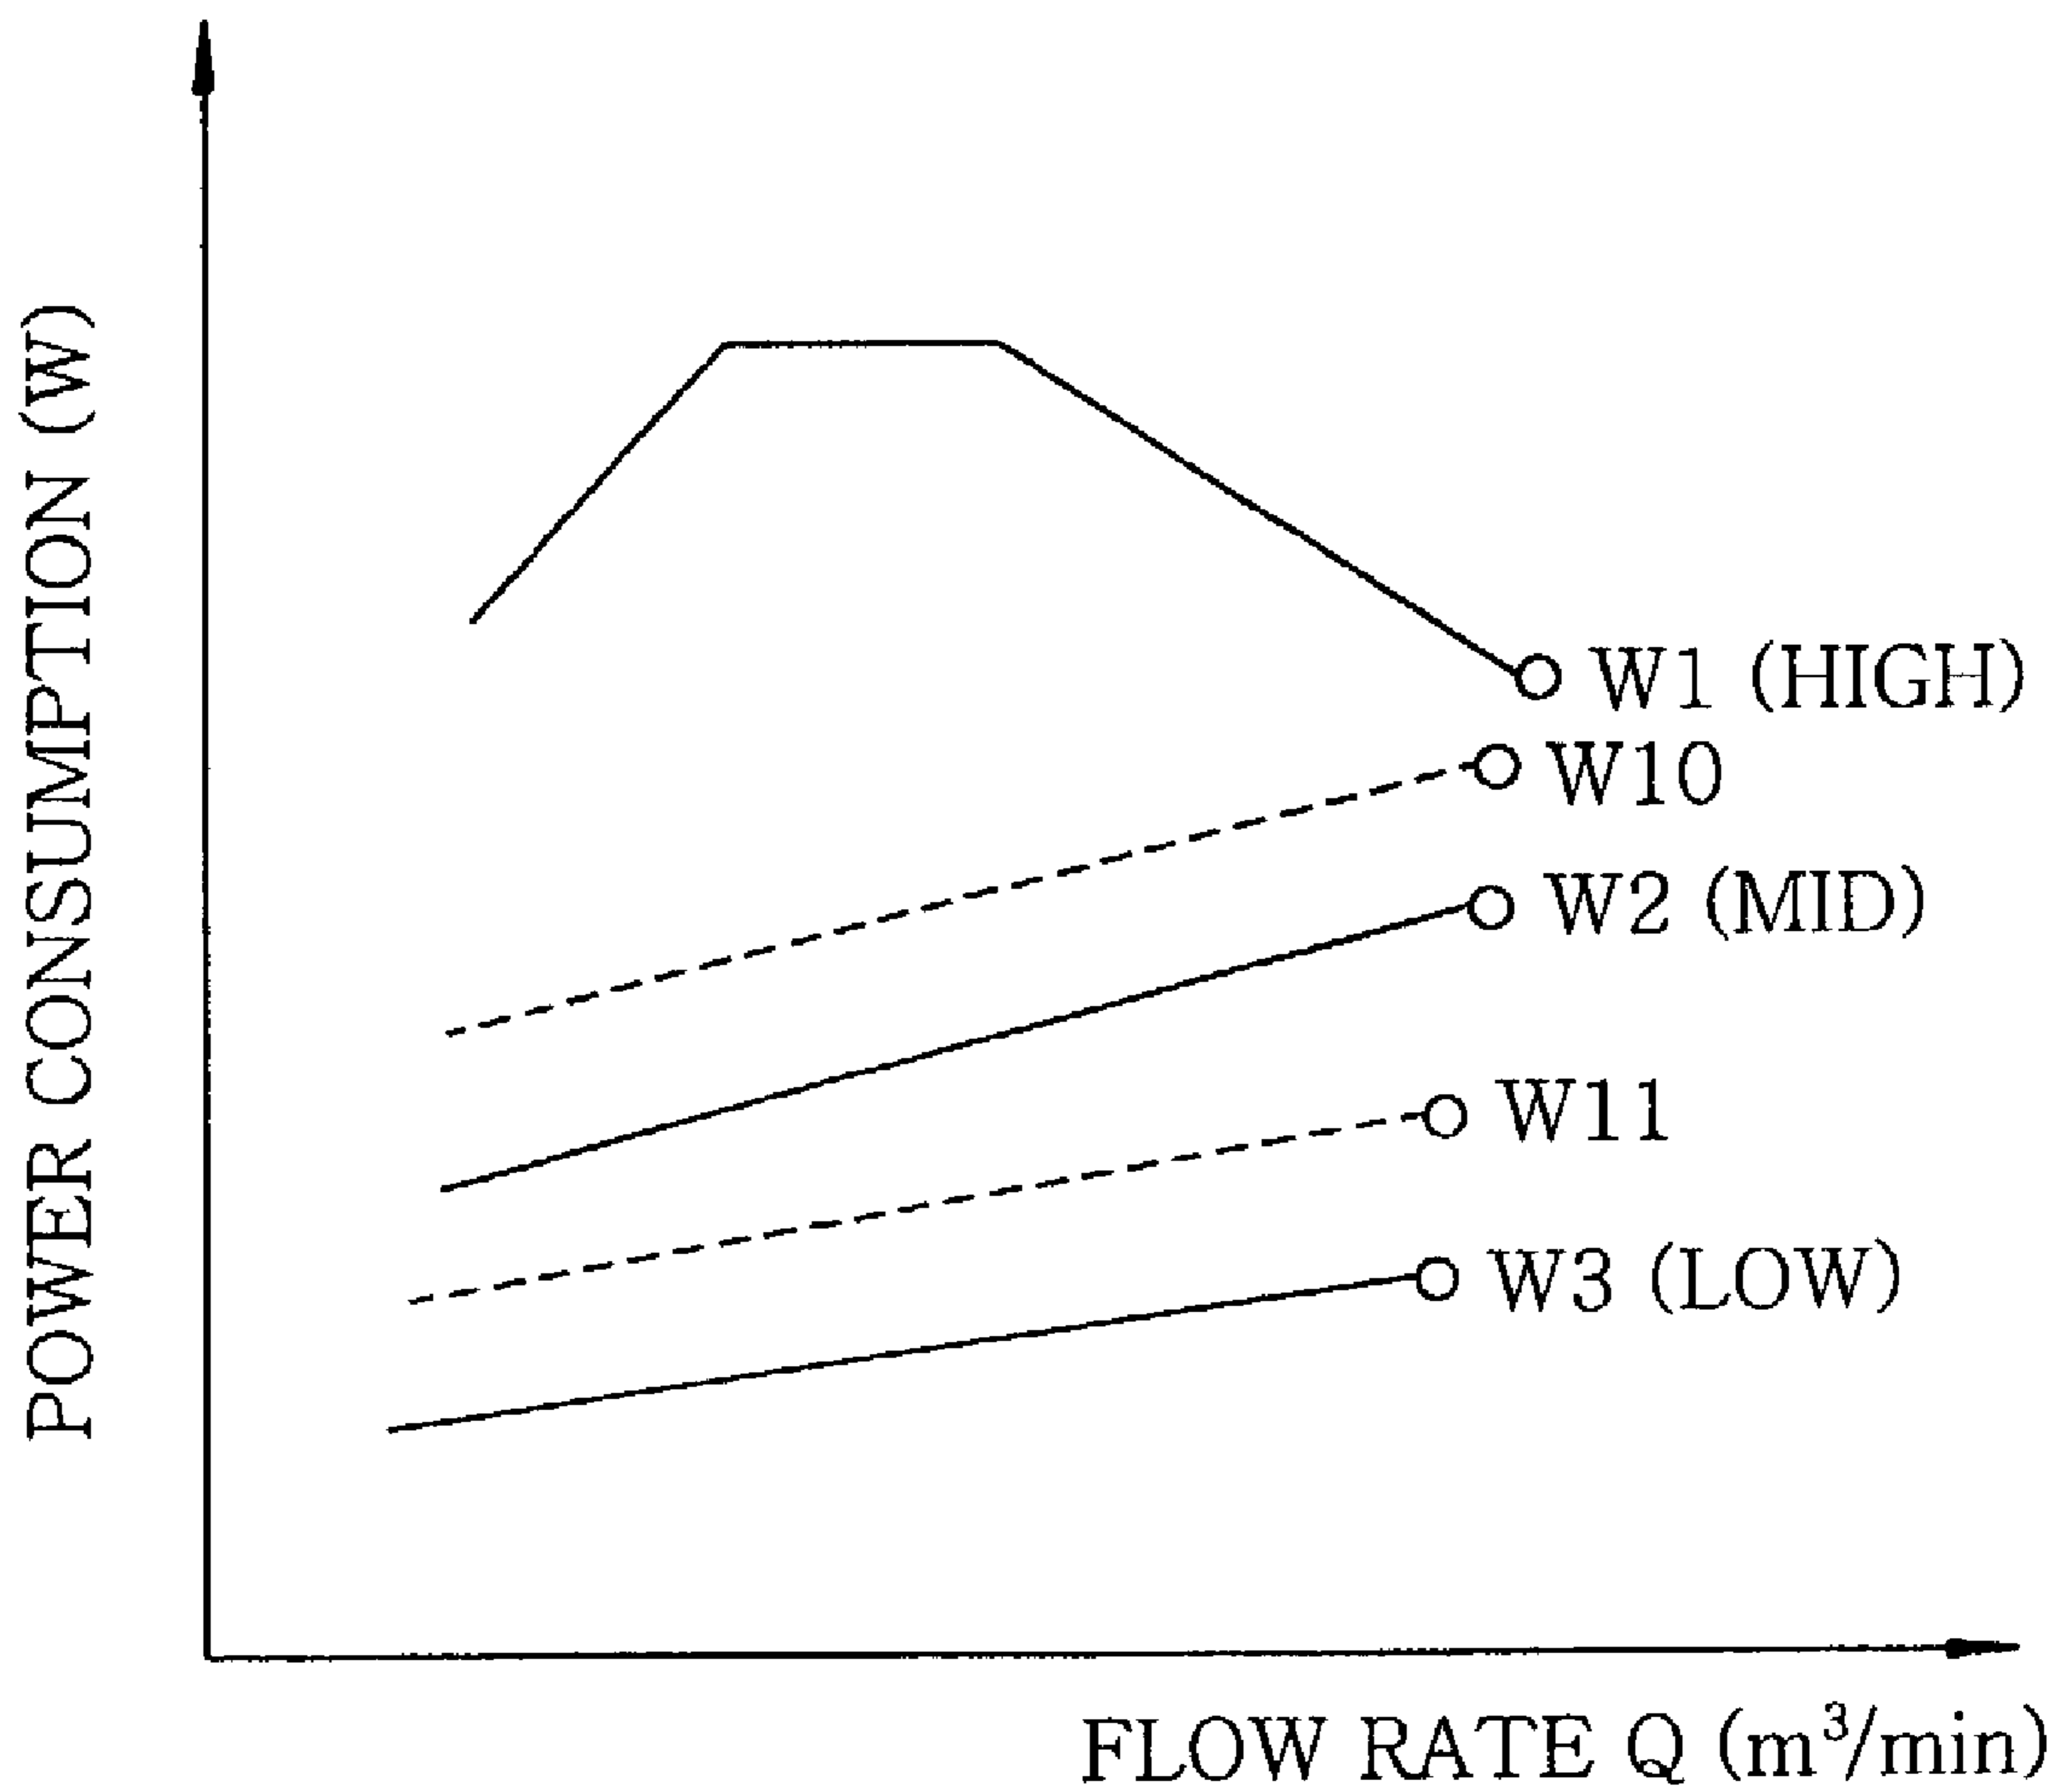 POWER CONSUMPTION (W)
W1 (HIGH)
W10
W2 (MID)
W11
W3 (LOW)
FLOW RATE Q (m³/min)